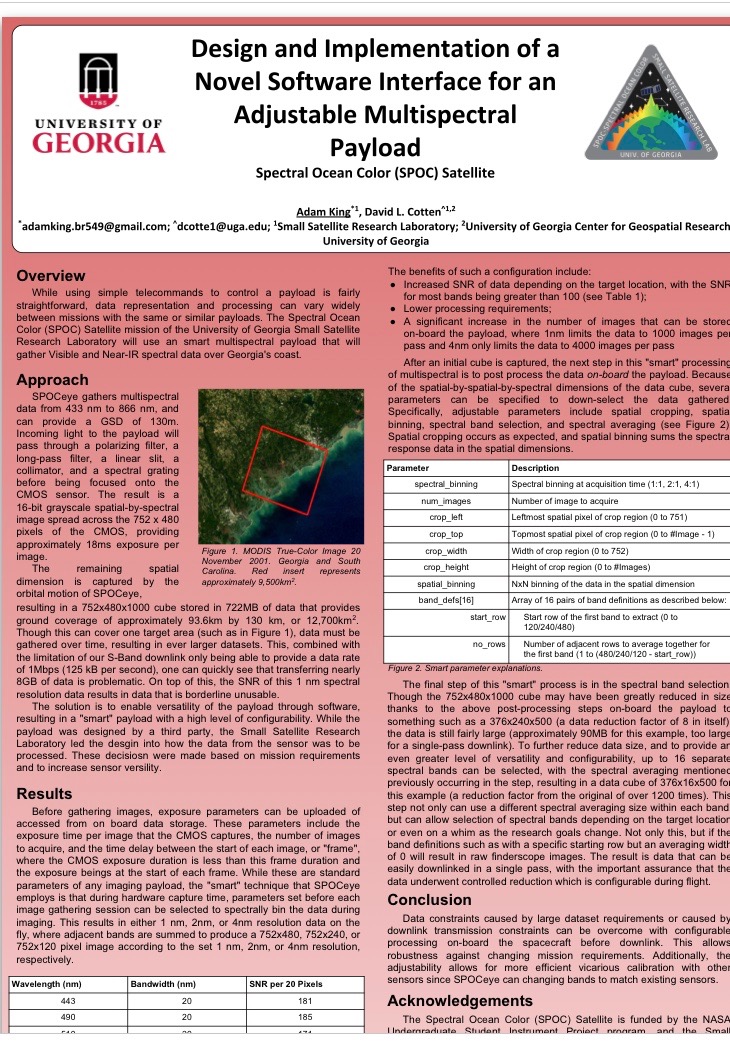 1785
UNIVERSITY OF
GEORGIA
Design and Implementation of a
Novel Software Interface for an
Adjustable Multispectral
Payload
Spectral Ocean Color (SPOC) Satellite
SPOC: SPECTRAL OCEAN COLOR
SMALL SATELLITE RESEARCH LAB
UNIV. OF GEORGIA
Adam King*1, David L. Cotten^1,2
*adamking.br549@gmail.com; ^dcotte1@uga.edu; 1Small Satellite Research Laboratory; 2University of Georgia Center for Geospatial Research
University of Georgia
Overview
While using simple telecommands to control a payload is fairly
straightforward, data representation and processing can vary widely
between missions with the same or similar payloads. The Spectral Ocean
Color (SPOC) Satellite mission of the University of Georgia Small Satellite
Research Laboratory will use an smart multispectral payload that will
gather Visible and Near-IR spectral data over Georgia's coast.
Approach
SPOCeye gathers multispectral
data from 433 nm to 866 nm, and
can provide a GSD of 130m.
Incoming light to the payload will
pass through a polarizing filter, a
long-pass filter, a linear slit, a
collimator, and a spectral grating
before being focused onto the
CMOS sensor. The result is a
16-bit grayscale spatial-by-spectral
image spread across the 752 x 480
pixels of the CMOS, providing
approximately 18ms exposure per
image.
The remaining spatial
dimension is captured by the
orbital motion of SPOCeye,
Figure 1. MODIS True-Color Image 20
November 2001. Georgia and South
Carolina. Red insert represents
approximately 9,500km2.
resulting in a 752x480x1000 cube stored in 722MB of data that provides
ground coverage of approximately 93.6km by 130 km, or 12,700km2.
Though this can cover one target area (such as in Figure 1), data must be
gathered over time, resulting in ever larger datasets. This, combined with
the limitation of our S-Band downlink only being able to provide a data rate
of 1Mbps (125 kB per second), one can quickly see that transferring nearly
8GB of data is problematic. On top of this, the SNR of this 1 nm spectral
resolution data results in data that is borderline unusable.
The solution is to enable versatility of the payload through software,
resulting in a "smart" payload with a high level of configurability. While the
payload was designed by a third party, the Small Satellite Research
Laboratory led the desgin into how the data from the sensor was to be
processed. These decisiosn were made based on mission requirements
and to increase sensor versility.
Results
Before gathering images, exposure parameters can be uploaded of
accessed from on board data storage. These parameters include the
exposure time per image that the CMOS captures, the number of images
to acquire, and the time delay between the start of each image, or "frame",
where the CMOS exposure duration is less than this frame duration and
the exposure beings at the start of each frame. While these are standard
parameters of any imaging payload, the "smart" technique that SPOCeye
employs is that during hardware capture time, parameters set before each
image gathering session can be selected to spectrally bin the data during
imaging. This results in either 1 nm, 2nm, or 4nm resolution data on the
fly, where adjacent bands are summed to produce a 752x480, 752x240, or
752x120 pixel image according to the set 1 nm, 2nm, or 4nm resolution,
respectively.
Wavelength (nm) Bandwidth (nm) SNR per 20 Pixels
443 20 181
490 20 185
The benefits of such a configuration include:
● Increased SNR of data depending on the target location, with the SNR
for most bands being greater than 100 (see Table 1);
● Lower processing requirements;
● A significant increase in the number of images that can be stored
on-board the payload, where 1nm limits the data to 1000 images per
pass and 4nm only limits the data to 4000 images per pass
After an initial cube is captured, the next step in this "smart" processing
of multispectral is to post process the data on-board the payload. Because
of the spatial-by-spatial-by-spectral dimensions of the data cube, several
parameters can be specified to down-select the data gathered.
Specifically, adjustable parameters include spatial cropping, spatial
binning, spectral band selection, and spectral averaging (see Figure 2).
Spatial cropping occurs as expected, and spatial binning sums the spectral
response data in the spatial dimensions.
Parameter Description
spectral_binning Spectral binning at acquisition time (1:1, 2:1, 4:1)
num_images Number of image to acquire
crop_left Leftmost spatial pixel of crop region (0 to 751)
crop_top Topmost spatial pixel of crop region (0 to #Image - 1)
crop_width Width of crop region (0 to 752)
crop_height Height of crop region (0 to #Images)
spatial_binning NxN binning of the data in the spatial dimension
band_defs[16] Array of 16 pairs of band definitions as described below:
start_row Start row of the first band to extract (0 to
120/240/480)
no_rows Number of adjacent rows to average together
for the first band (1 to (480/240/120 - start_row))
Figure 2. Smart parameter explanations.
The final step of this "smart" process is in the spectral band selection.
Though the 752x480x1000 cube may have been greatly reduced in size
thanks to the above post-processing steps on-board the payload to
something such as a 376x240x500 (a data reduction factor of 8 in itself)
the data is still fairly large (approximately 90MB for this example, too large
for a single-pass downlink). To further reduce data size, and to provide an
even greater level of versatility and configurability, up to 16 separate
spectral bands can be selected, with the spectral averaging mentioned
previously occurring in the step, resulting in a data cube of 376x16x500 for
this example (a reduction factor from the original of over 1200 times). This
step not only can use a different spectral averaging size within each band,
but can allow selection of spectral bands depending on the target location
or even on a whim as the research goals change. Not only this, but if the
band definitions such as with a specific starting row but an averaging width
of 0 will result in raw finderscope images. The result is data that can be
easily downlinked in a single pass, with the important assurance that the
data underwent controlled reduction which is configurable during flight.
Conclusion
Data constraints caused by large dataset requirements or caused by
downlink transmission constraints can be overcome with configurable
processing on-board the spacecraft before downlink. This allows
robustness against changing mission requirements. Additionally, the
adjustability allows for more efficient vicarious calibration with other
sensors since SPOCeye can changing bands to match existing sensors.
Acknowledgements
The Spectral Ocean Color (SPOC) Satellite is funded by the NASA
Undergraduate Student Instrument Project program, and the Small